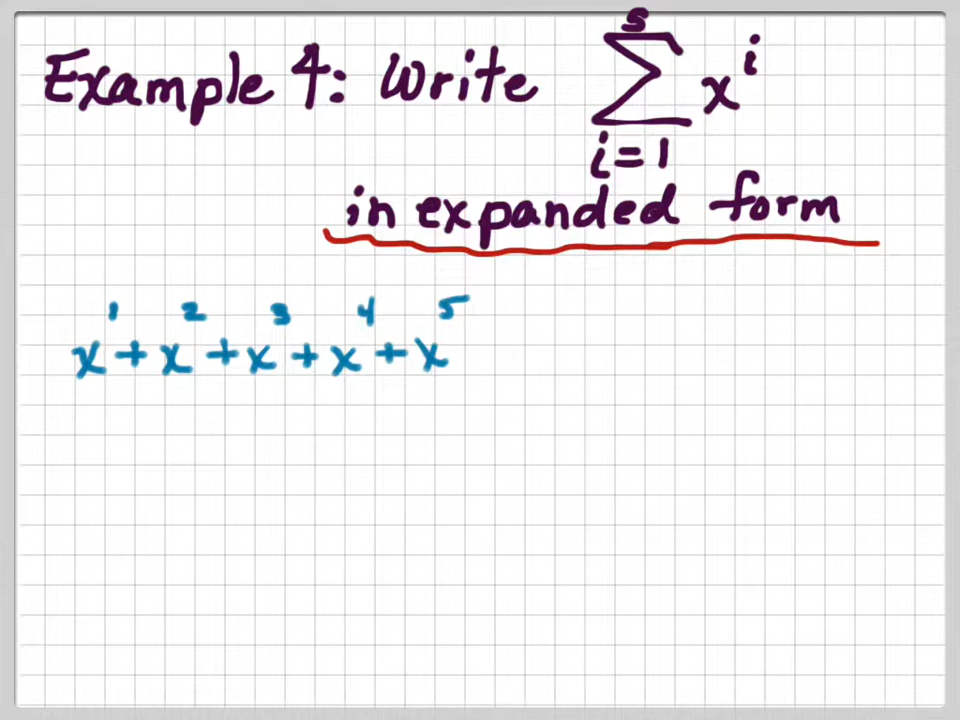 Example 4: Write ∑_{i=1}^{5} x^i
in expanded form
x^1 + x^2 + x^3 + x^4 + x^5